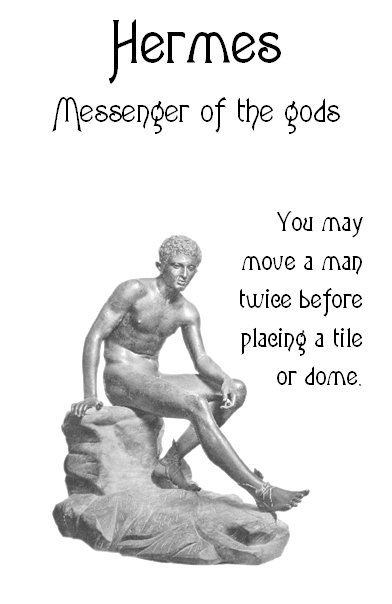 Hermes
Messenger of the gods
You may
move a man
twice before
placing a tile
or dome.